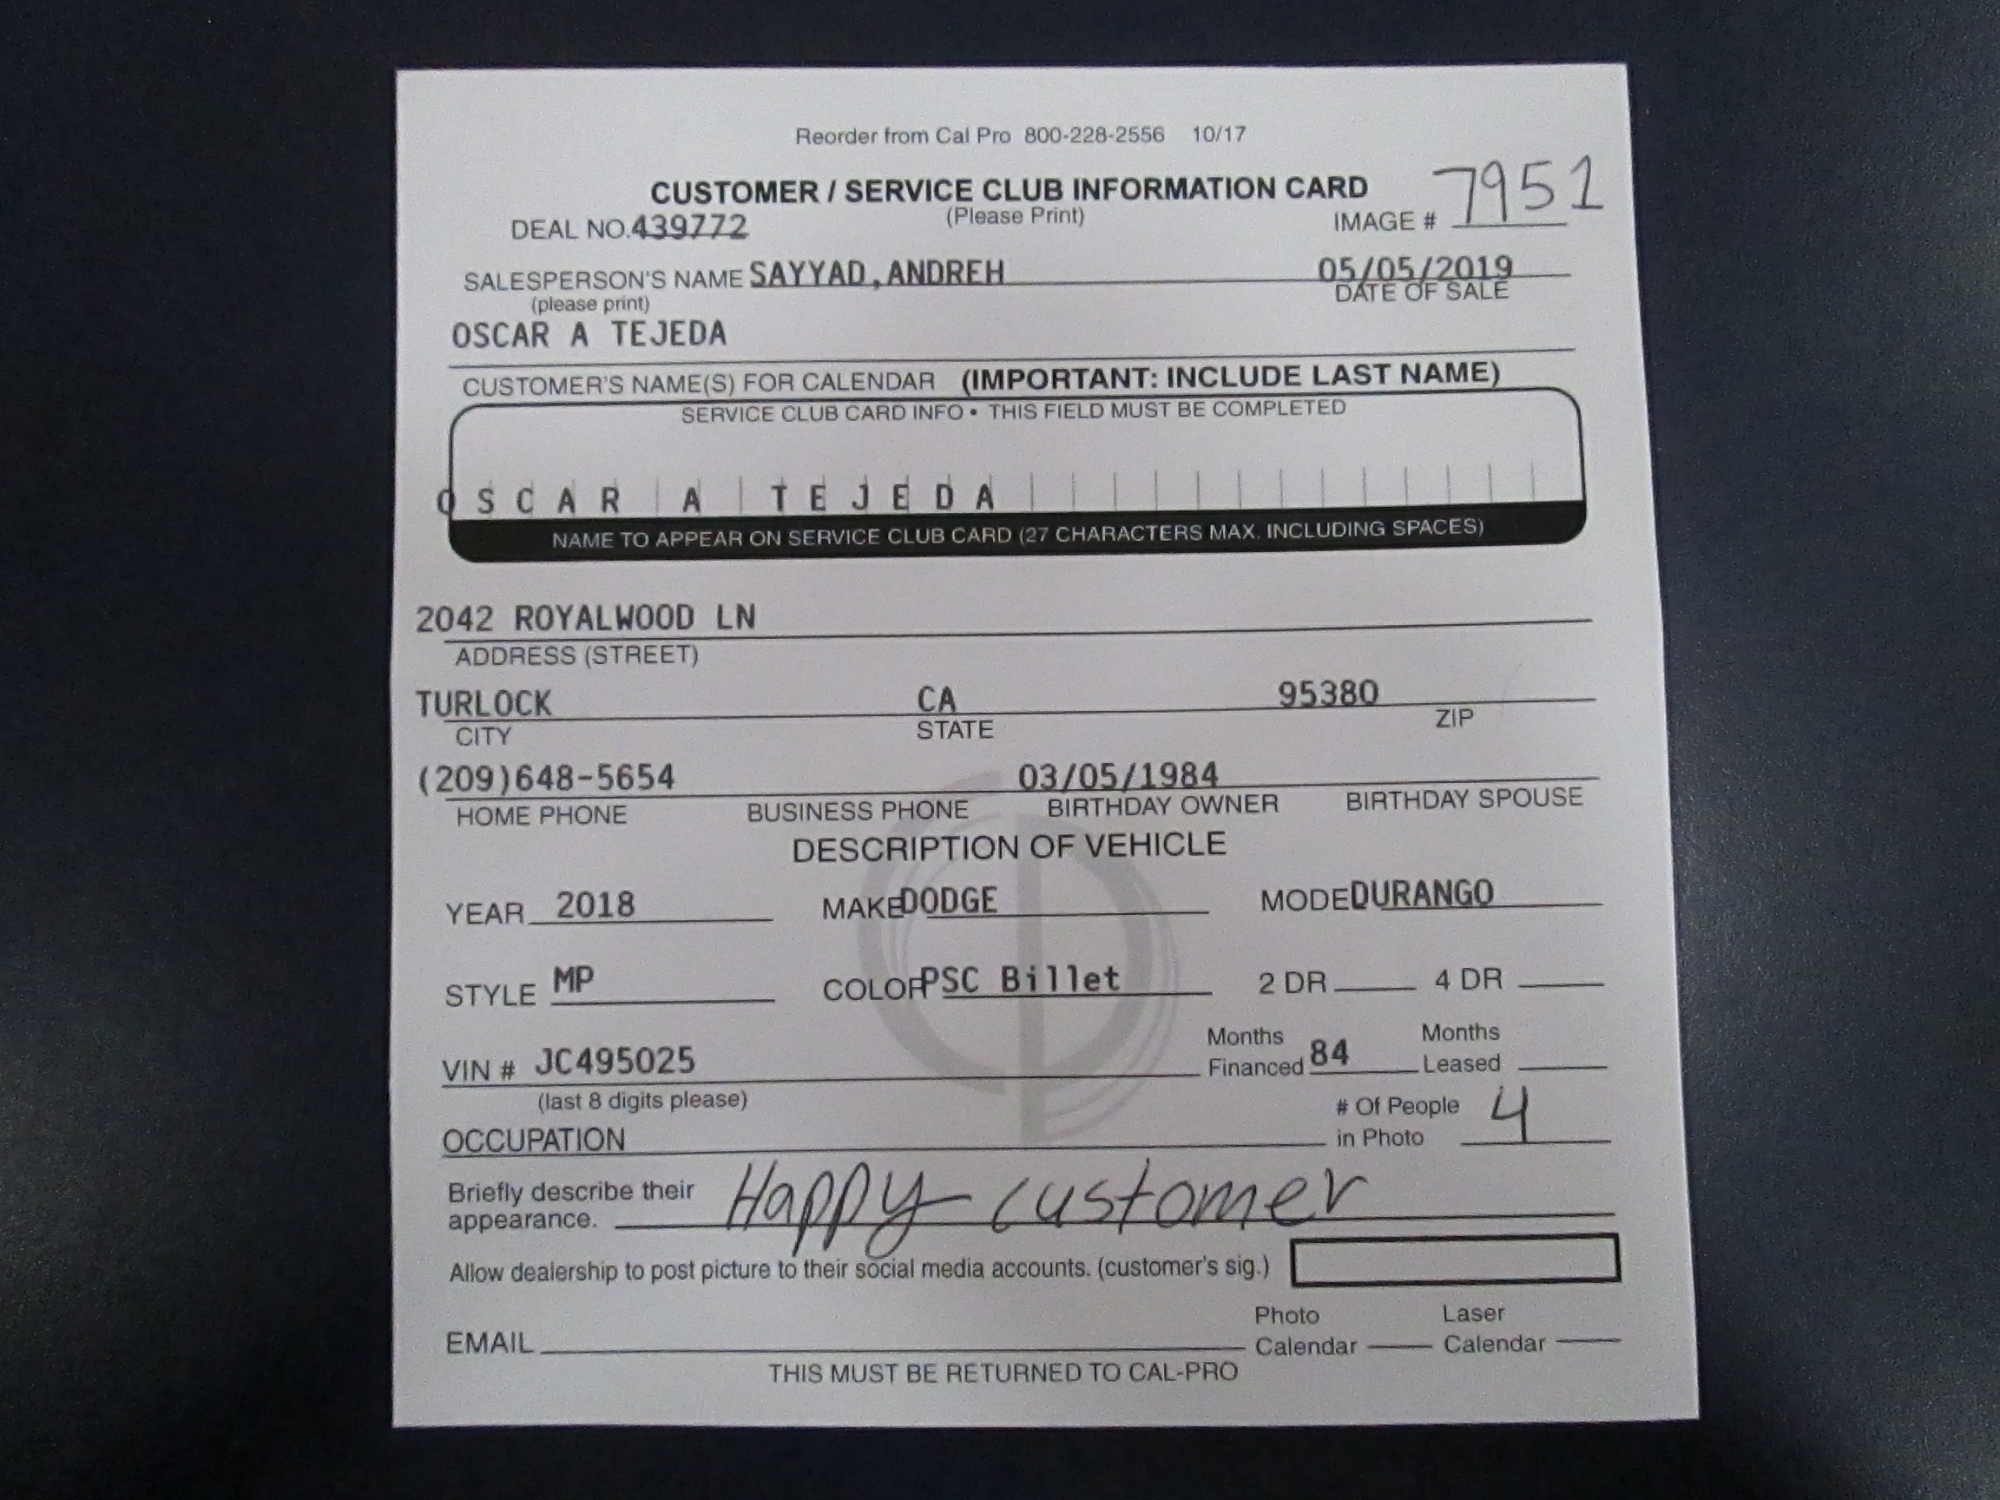 Reorder from Cal Pro 800-228-2556 10/17
CUSTOMER / SERVICE CLUB INFORMATION CARD
(Please Print)
DEAL NO.439772 IMAGE # 7951
SALESPERSON'S NAME SAYYAD,ANDREH 05/05/2019
(please print) DATE OF SALE
OSCAR A TEJEDA
CUSTOMER'S NAME(S) FOR CALENDAR (IMPORTANT: INCLUDE LAST NAME)
SERVICE CLUB CARD INFO • THIS FIELD MUST BE COMPLETED
O S C A R A T E J E D A
NAME TO APPEAR ON SERVICE CLUB CARD (27 CHARACTERS MAX. INCLUDING SPACES)
2042 ROYALWOOD LN
ADDRESS (STREET)
TURLOCK CA 95380
CITY STATE ZIP
(209)648-5654 03/05/1984
HOME PHONE BUSINESS PHONE BIRTHDAY OWNER BIRTHDAY SPOUSE
DESCRIPTION OF VEHICLE
YEAR 2018 MAKE DODGE MODEL DURANGO
STYLE MP COLOR PSC Billet 2 DR 4 DR
VIN # JC495025 Months Financed 84 Months Leased
(last 8 digits please)
OCCUPATION # Of People in Photo 4
Briefly describe their appearance. Happy customer
Allow dealership to post picture to their social media accounts. (customer's sig.)
EMAIL Photo Calendar Laser Calendar
THIS MUST BE RETURNED TO CAL-PRO